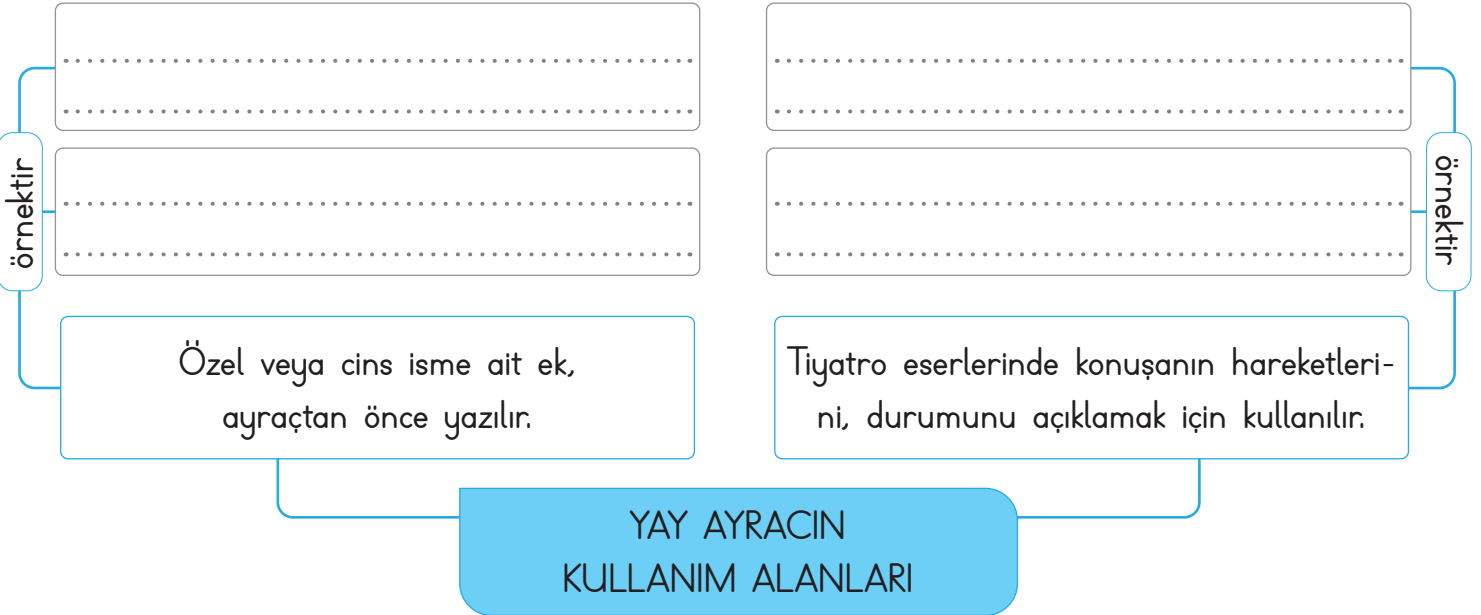 örnektir
örnektir
Özel veya cins isme ait ek,
ayraçtan önce yazılır.
Tiyatro eserlerinde konuşanın hareketleri-
ni, durumunu açıklamak için kullanılır.
YAY AYRACIN
KULLANIM ALANLARI